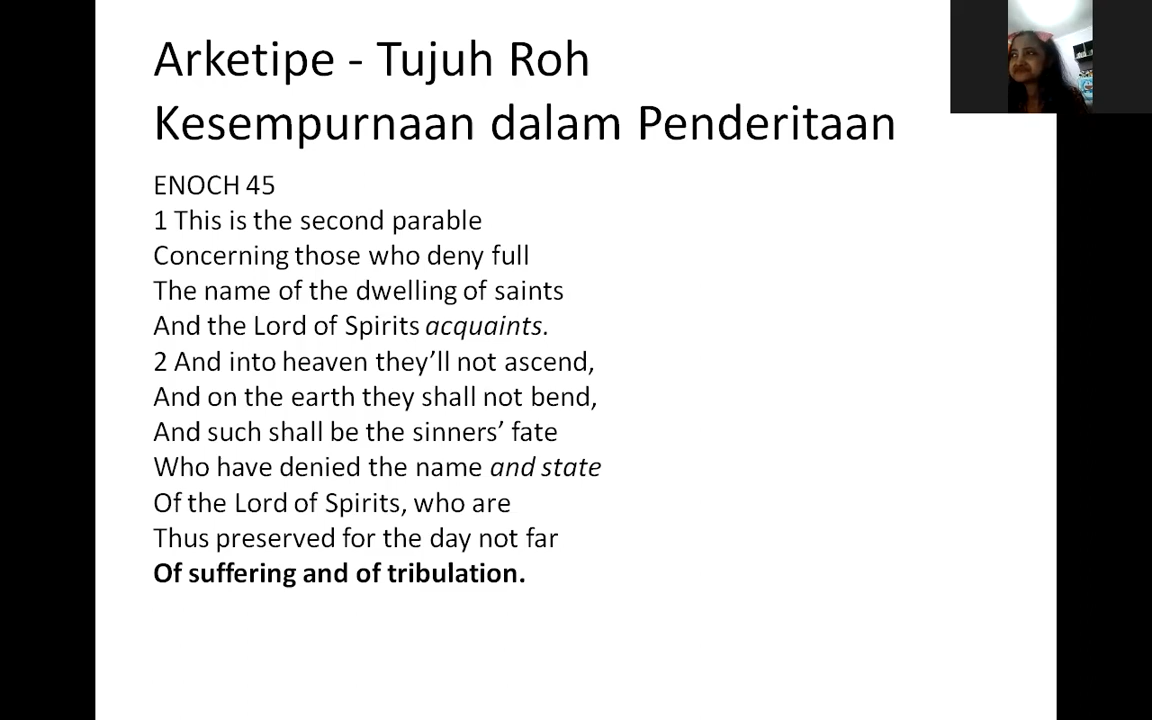 Arketipe - Tujuh Roh
Kesempurnaan dalam Penderitaan
ENOCH 45
1 This is the second parable
Concerning those who deny full
The name of the dwelling of saints
And the Lord of Spirits acquaints.
2 And into heaven they’ll not ascend,
And on the earth they shall not bend,
And such shall be the sinners’ fate
Who have denied the name and state
Of the Lord of Spirits, who are
Thus preserved for the day not far
Of suffering and of tribulation.